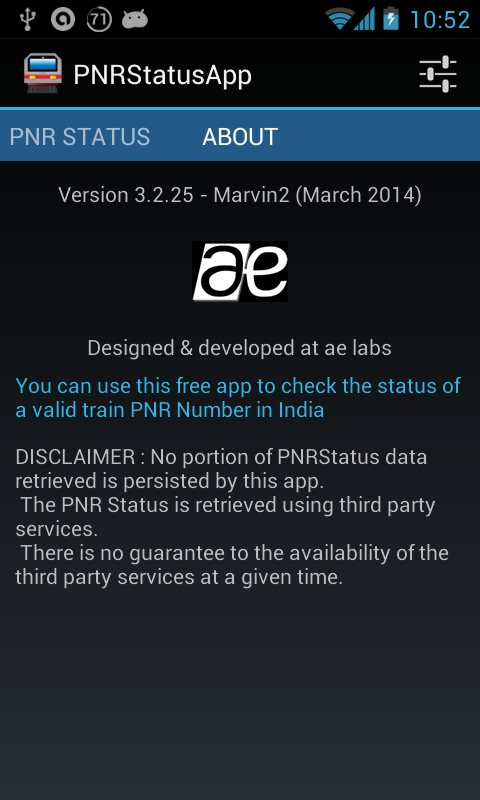 71
10:52
PNRStatusApp
PNR STATUS
ABOUT
Version 3.2.25 - Marvin2 (March 2014)
ae
Designed & developed at ae labs
You can use this free app to check the status of
a valid train PNR Number in India
DISCLAIMER : No portion of PNRStatus data
retrieved is persisted by this app.
The PNR Status is retrieved using third party
services.
There is no guarantee to the availability of the
third party services at a given time.